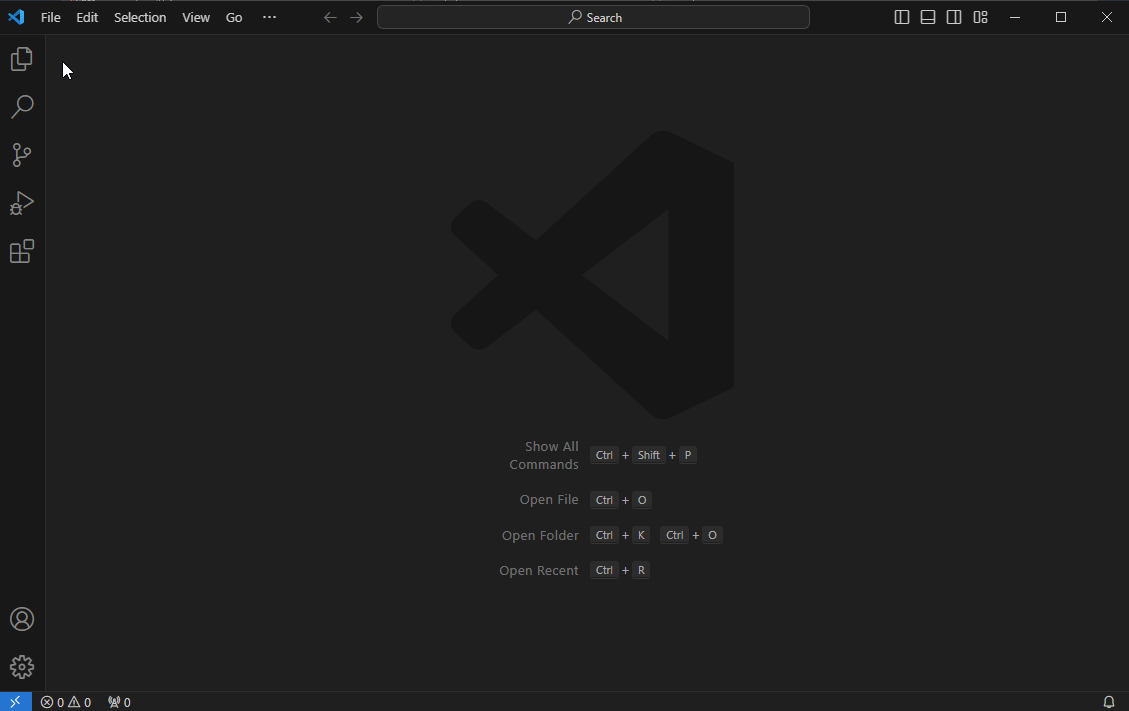 File Edit Selection View Go ··· Search
Show All
Commands Ctrl + Shift + P
Open File Ctrl + O
Open Folder Ctrl + K Ctrl + O
Open Recent Ctrl + R
0 0 0